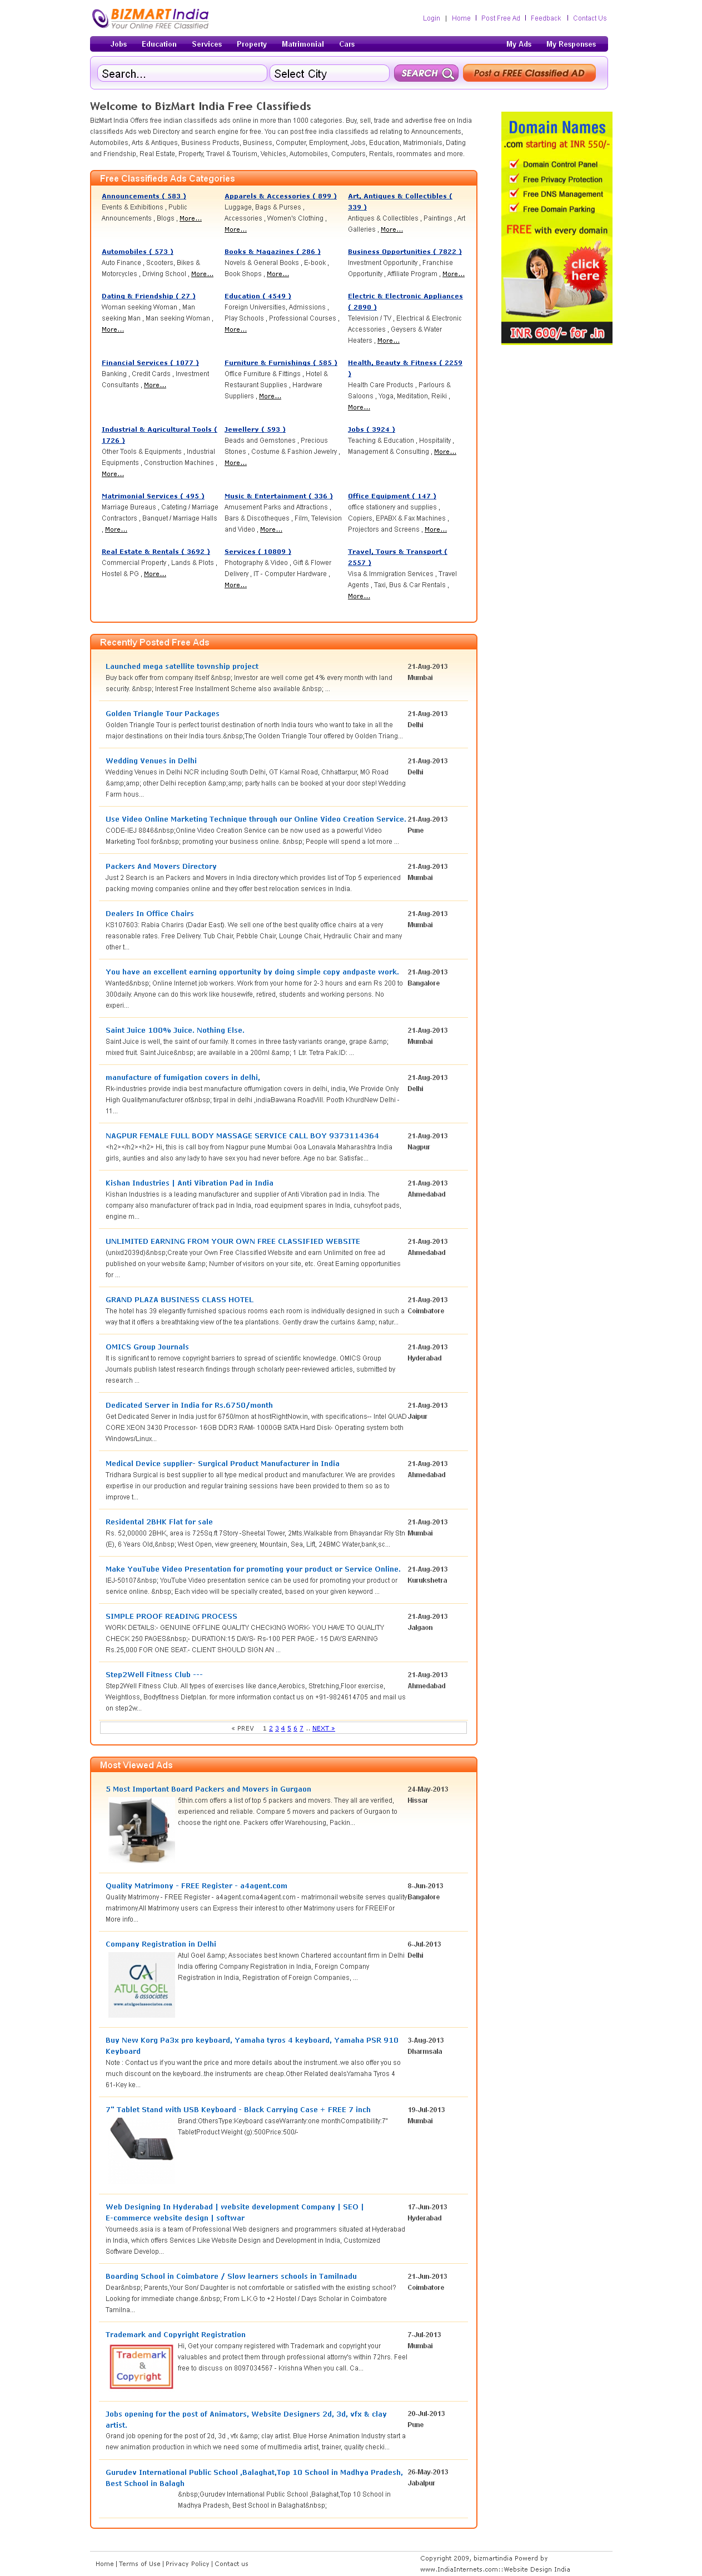 BIZMARTIndia
Your Online FREE Classified
Login | Home | Post Free Ad | Feedback | Contact Us
Jobs Education Services Property Matrimonial Cars My Ads My Responses
Search... Select City SEARCH Post a FREE Classified AD
Welcome to BizMart India Free Classifieds
BizMart India Offers free indian classifieds ads online in more than 1000 categories. Buy, sell, trade and advertise free on India
classifieds Ads web Directory and search engine for free. You can post free india classifieds ad relating to Announcements,
Automobiles, Arts & Antiques, Business Products, Business, Computer, Employment, Jobs, Education, Matrimonials, Dating
and Friendship, Real Estate, Property, Travel & Tourism, Vehicles, Automobiles, Computers, Rentals, roommates and more.
Domain Names
.com starting at INR 550/-
Domain Control Panel
Free Privacy Protection
Free DNS Management
Free Domain Parking
FREE with every domain
click here
INR 600/- for .in
Free Classifieds Ads Categories
Announcements ( 583 )
Events & Exhibitions , Public
Announcements , Blogs , More...
Apparels & Accessories ( 899 )
Luggage, Bags & Purses ,
Accessories , Women's Clothing ,
More...
Art, Antiques & Collectibles (
339 )
Antiques & Collectibles , Paintings , Art
Galleries , More...
Automobiles ( 573 )
Auto Finance , Scooters, Bikes &
Motorcycles , Driving School , More...
Books & Magazines ( 286 )
Novels & General Books , E-book ,
Book Shops , More...
Business Opportunities ( 7822 )
Investment Opportunity , Franchise
Opportunity , Affiliate Program , More...
Dating & Friendship ( 27 )
Woman seeking Woman , Man
seeking Man , Man seeking Woman ,
More...
Education ( 4549 )
Foreign Universities, Admissions ,
Play Schools , Professional Courses ,
More...
Electric & Electronic Appliances
( 2890 )
Television / TV , Electrical & Electronic
Accessories , Geysers & Water
Heaters , More...
Financial Services ( 1077 )
Banking , Credit Cards , Investment
Consultants , More...
Furniture & Furnishings ( 585 )
Office Furniture & Fittings , Hotel &
Restaurant Supplies , Hardware
Suppliers , More...
Health, Beauty & Fitness ( 2259
)
Health Care Products , Parlours &
Saloons , Yoga, Meditation, Reiki ,
More...
Industrial & Agricultural Tools (
1726 )
Other Tools & Equipments , Industrial
Equipments , Construction Machines ,
More...
Jewellery ( 593 )
Beads and Gemstones , Precious
Stones , Costume & Fashion Jewelry ,
More...
Jobs ( 3924 )
Teaching & Education , Hospitality ,
Management & Consulting , More...
Matrimonial Services ( 495 )
Marriage Bureaus , Cateting / Marriage
Contractors , Banquet / Marriage Halls
, More...
Music & Entertainment ( 336 )
Amusement Parks and Attractions ,
Bars & Discotheques , Film, Television
and Video , More...
Office Equipment ( 147 )
office stationery and supplies ,
Copiers, EPABX & Fax Machines ,
Projectors and Screens , More...
Real Estate & Rentals ( 3692 )
Commercial Property , Lands & Plots ,
Hostel & PG , More...
Services ( 10809 )
Photography & Video , Gift & Flower
Delivery , IT - Computer Hardware ,
More...
Travel, Tours & Transport (
2557 )
Visa & Immigration Services , Travel
Agents , Taxi, Bus & Car Rentals ,
More...
Recently Posted Free Ads
Launched mega satellite township project 21-Aug-2013
Buy back offer from company itself &nbsp; Investor are well come get 4% every month with land Mumbai
security. &nbsp; Interest Free Installment Scheme also available &nbsp; ...
Golden Triangle Tour Packages 21-Aug-2013
Golden Triangle Tour is perfect tourist destination of north India tours who want to take in all the Delhi
major destinations on their India tours.&nbsp;The Golden Triangle Tour offered by Golden Triang...
Wedding Venues in Delhi 21-Aug-2013
Wedding Venues in Delhi NCR including South Delhi, GT Karnal Road, Chhattarpur, MG Road Delhi
&amp;amp; other Delhi reception &amp;amp; party halls can be booked at your door step! Wedding
Farm hous...
Use Video Online Marketing Technique through our Online Video Creation Service. 21-Aug-2013
CODE-IEJ 8846&nbsp;Online Video Creation Service can be now used as a powerful Video Pune
Marketing Tool for&nbsp; promoting your business online. &nbsp; People will spend a lot more ...
Packers And Movers Directory 21-Aug-2013
Just 2 Search is an Packers and Movers in India directory which provides list of Top 5 experienced Mumbai
packing moving companies online and they offer best relocation services in India.
Dealers In Office Chairs 21-Aug-2013
KS107603: Rabia Charirs (Dadar East). We sell one of the best quality office chairs at a very Mumbai
reasonable rates. Free Delivery. Tub Chair, Pebble Chair, Lounge Chair, Hydraulic Chair and many
other t...
You have an excellent earning opportunity by doing simple copy andpaste work. 21-Aug-2013
Wanted&nbsp; Online Internet job workers. Work from your home for 2-3 hours and earn Rs 200 to Bangalore
300daily. Anyone can do this work like housewife, retired, students and working persons. No
experi...
Saint Juice 100% Juice. Nothing Else. 21-Aug-2013
Saint Juice is well, the saint of our family. It comes in three tasty variants orange, grape &amp; Mumbai
mixed fruit. Saint Juice&nbsp; are available in a 200ml &amp; 1 Ltr. Tetra Pak.ID: ...
manufacture of fumigation covers in delhi, 21-Aug-2013
Rk-industries provide india best manufacture offumigation covers in delhi, india, We Provide Only Delhi
High Qualitymanufacturer of&nbsp; tirpal in delhi ,IndiaBawana RoadVill. Pooth KhurdNew Delhi -
11...
NAGPUR FEMALE FULL BODY MASSAGE SERVICE CALL BOY 9373114364 21-Aug-2013
<h2></h2><h2> Hi, this is call boy from Nagpur pune Mumbai Goa Lonavala Maharashtra India Nagpur
girls, aunties and also any lady to have sex you had never before. Age no bar. Satisfac...
Kishan Industries | Anti Vibration Pad in India 21-Aug-2013
Kishan Industries is a leading manufacturer and supplier of Anti Vibration pad in India. The Ahmedabad
company also manufacturer of track pad in India, road equipment spares in India, cuhsyfoot pads,
engine m...
UNLIMITED EARNING FROM YOUR OWN FREE CLASSIFIED WEBSITE 21-Aug-2013
(unixd2039d)&nbsp;Create your Own Free Classified Website and earn Unlimited on free ad Ahmedabad
published on your website &amp; Number of visitors on your site, etc. Great Earning opportunities
for ...
GRAND PLAZA BUSINESS CLASS HOTEL 21-Aug-2013
The hotel has 39 elegantly furnished spacious rooms each room is individually designed in such a Coimbatore
way that it offers a breathtaking view of the tea plantations. Gently draw the curtains &amp; natur...
OMICS Group Journals 21-Aug-2013
It is significant to remove copyright barriers to spread of scientific knowledge. OMICS Group Hyderabad
Journals publish latest research findings through scholarly peer-reviewed articles, submitted by
research ...
Dedicated Server in India for Rs.6750/month 21-Aug-2013
Get Dedicated Server in India just for 6750/mon at hostRightNow.in, with specifications-- Intel QUAD Jaipur
CORE XEON 3430 Processor- 16GB DDR3 RAM- 1000GB SATA Hard Disk- Operating system both
Windows/Linux...
Medical Device supplier- Surgical Product Manufacturer in India 21-Aug-2013
Tridhara Surgical is best supplier to all type medical product and manufacturer. We are provides Ahmedabad
expertise in our production and regular training sessions have been provided to them so as to
improve t...
Residental 2BHK Flat for sale 21-Aug-2013
Rs. 52,00000 2BHK, area is 725Sq.ft 7Story -Sheetal Tower, 2Mts.Walkable from Bhayandar Rly Stn Mumbai
(E), 6 Years Old,&nbsp; West Open, view greenery, Mountain, Sea, Lift, 24BMC Water,bank,sc...
Make YouTube Video Presentation for promoting your product or Service Online. 21-Aug-2013
IEJ-50107&nbsp; YouTube Video presentation service can be used for promoting your product or Kurukshetra
service online. &nbsp; Each video will be specially created, based on your given keyword ...
SIMPLE PROOF READING PROCESS 21-Aug-2013
WORK DETAILS:- GENUINE OFFLINE QUALITY CHECKING WORK- YOU HAVE TO QUALITY Jalgaon
CHECK 250 PAGES&nbsp;- DURATION:15 DAYS- Rs-100 PER PAGE.- 15 DAYS EARNING
Rs.25,000 FOR ONE SEAT.- CLIENT SHOULD SIGN AN ...
Step2Well Fitness Club --- 21-Aug-2013
Step2Well Fitness Club. All types of exercises like dance,Aerobics, Stretching,Floor exercise, Ahmedabad
Weightloss, Bodyfitness Dietplan. for more information contact us on +91-9824614705 and mail us
on step2w...
< PREV 1 2 3 4 5 6 7 .. NEXT »
Most Viewed Ads
5 Most Important Board Packers and Movers in Gurgaon 24-May-2013
5thin.com offers a list of top 5 packers and movers. They all are verified, Hissar
experienced and reliable. Compare 5 movers and packers of Gurgaon to
choose the right one. Packers offer Warehousing, Packin...
Quality Matrimony - FREE Register - a4agent.com 8-Jun-2013
Quality Matrimony - FREE Register - a4agent.coma4agent.com - matrimonail website serves quality Bangalore
matrimony.All Matrimony users can Express their interest to other Matrimony users for FREE!For
More info...
Company Registration in Delhi 6-Jul-2013
Atul Goel &amp; Associates best known Chartered accountant firm in Delhi Delhi
India offering Company Registration in India, Foreign Company
Registration in India, Registration of Foreign Companies, ...
CA
ATUL GOEL
& associates
www.atulgoelassociates.com
Buy New Korg Pa3x pro keyboard, Yamaha tyros 4 keyboard, Yamaha PSR 910 3-Aug-2013
Keyboard Dharmsala
Note : Contact us if you want the price and more details about the instrument..we also offer you so
much discount on the keyboard..the instruments are cheap.Other Related dealsYamaha Tyros 4
61-Key ke...
7" Tablet Stand with USB Keyboard - Black Carrying Case + FREE 7 inch 19-Jul-2013
Brand:OthersType:Keyboard caseWarranty:one monthCompatibility:7" Mumbai
TabletProduct Weight (g):500Price:500/-
Web Designing In Hyderabad | website development Company | SEO | 17-Jun-2013
E-commerce website design | softwar Hyderabad
Yourneeds.asia is a team of Professional Web designers and programmers situated at Hyderabad
in India, which offers Services Like Website Design and Development in India, Customized
Software Develop...
Boarding School in Coimbatore / Slow learners schools in Tamilnadu 21-Jun-2013
Dear&nbsp; Parents,Your Son/ Daughter is not comfortable or satisfied with the existing school? Coimbatore
Looking for immediate change.&nbsp; From L.K.G to +2 Hostel / Days Scholar in Coimbatore
Tamilna...
Trademark and Copyright Registration 7-Jul-2013
Hi, Get your company registered with Trademark and copyright your Mumbai
valuables and protect them through professional attorny's within 72hrs. Feel
free to discuss on 8097034567 - Krishna When you call. Ca...
Trademark
&
Copyright
Jobs opening for the post of Animators, Website Designers 2d, 3d, vfx & clay 20-Jul-2013
artist. Pune
Grand job opening for the post of 2d, 3d , vfx &amp; clay artist. Blue Horse Animation Industry start a
new animation production in which we need some of multimedia artist, trainer, quality checki...
Gurudev International Public School ,Balaghat,Top 10 School in Madhya Pradesh, 26-May-2013
Best School in Balagh Jabalpur
&nbsp;Gurudev International Public School ,Balaghat,Top 10 School in
Madhya Pradesh, Best School in Balaghat&nbsp;
Home | Terms of Use | Privacy Policy | Contact us
Copyright 2009, bizmartindia Powerd by
www.IndiaInternets.com::Website Design India